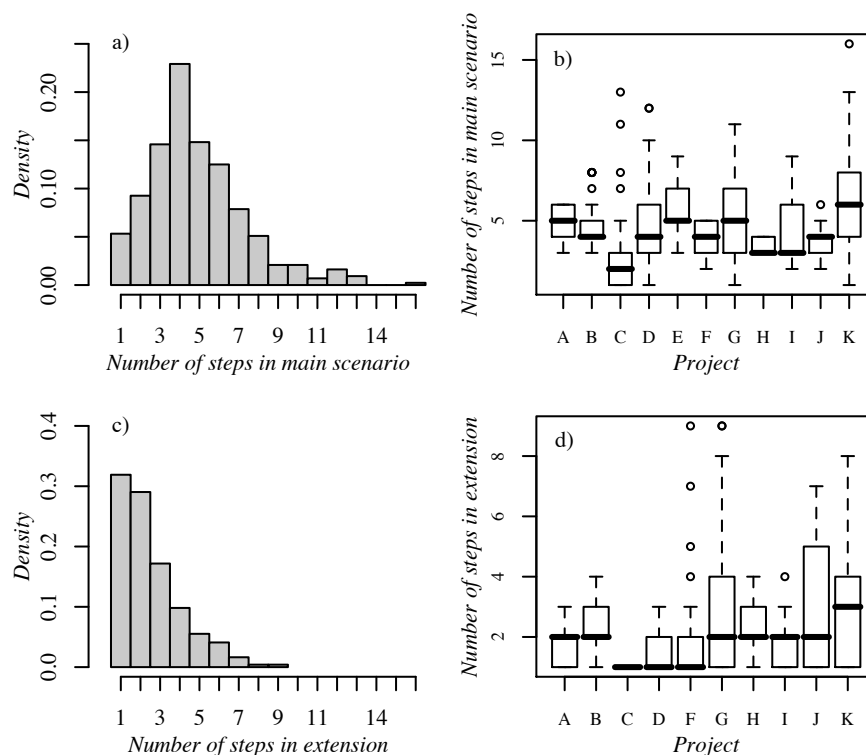 a)
Density
0.00 0.10 0.20
1 3 5 7 9 11 14
Number of steps in main scenario
b)
Number of steps in main scenario
5 10 15
A B C D E F G H I J K
Project
c)
Density
0.0 0.1 0.2 0.3 0.4
1 3 5 7 9 11 14
Number of steps in extension
d)
Number of steps in extension
2 4 6 8
A B C D F G H I J K
Project